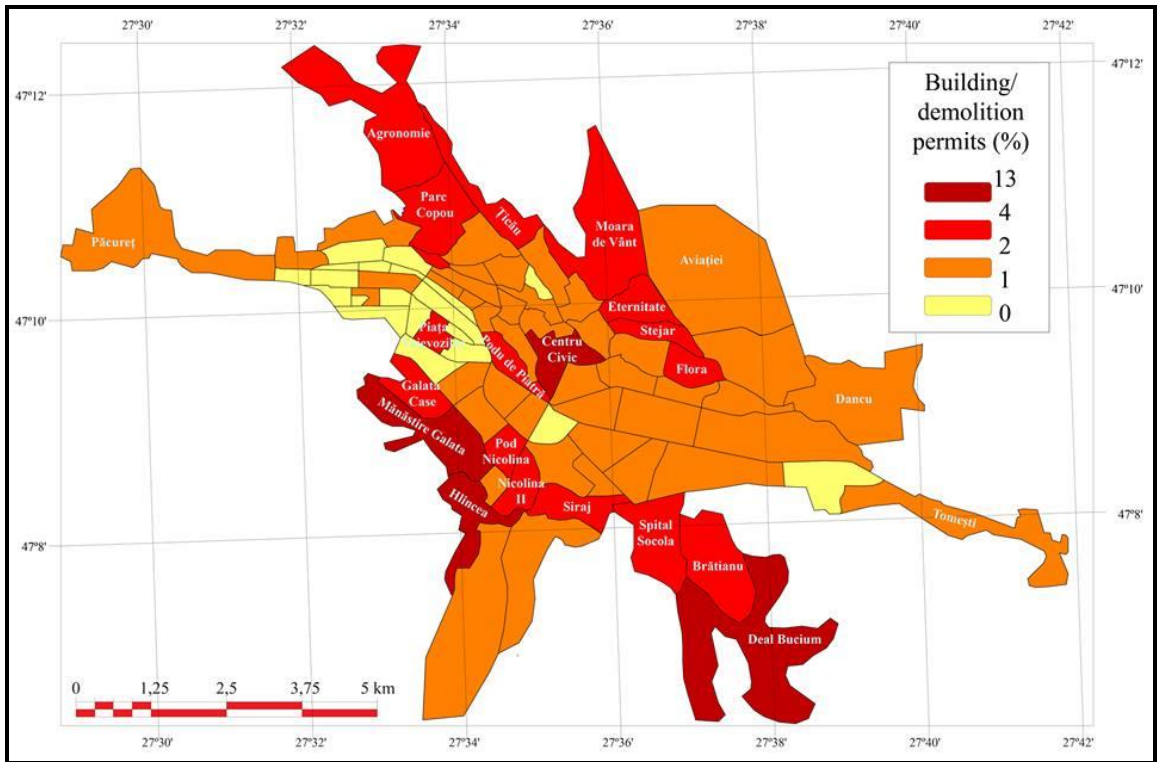 27°30'
27°32'
27°34'
27°36'
27°38'
27°40'
27°42'
47°12'
47°12'
Building/
demolition
permits (%)
13
4
2
1
0
Agronomie
Parc
Copou
Țicău
Moara
de Vânt
Păcureț
Aviației
47°10'
47°10'
Eternitate
Stejar
Piața
Podu de Piatră
Centru
Civic
Flora
Galata
Case
Dancu
Mănăstire Galata
Pod
Nicolina
Nicolina
II
Hlincea
Siraj
Tomești
47°8'
47°8'
Spital
Socola
Brătianu
Deal Bucium
0
1,25
2,5
3,75
5 km
27°30'
27°32'
27°34'
27°36'
27°38'
27°40'
27°42'